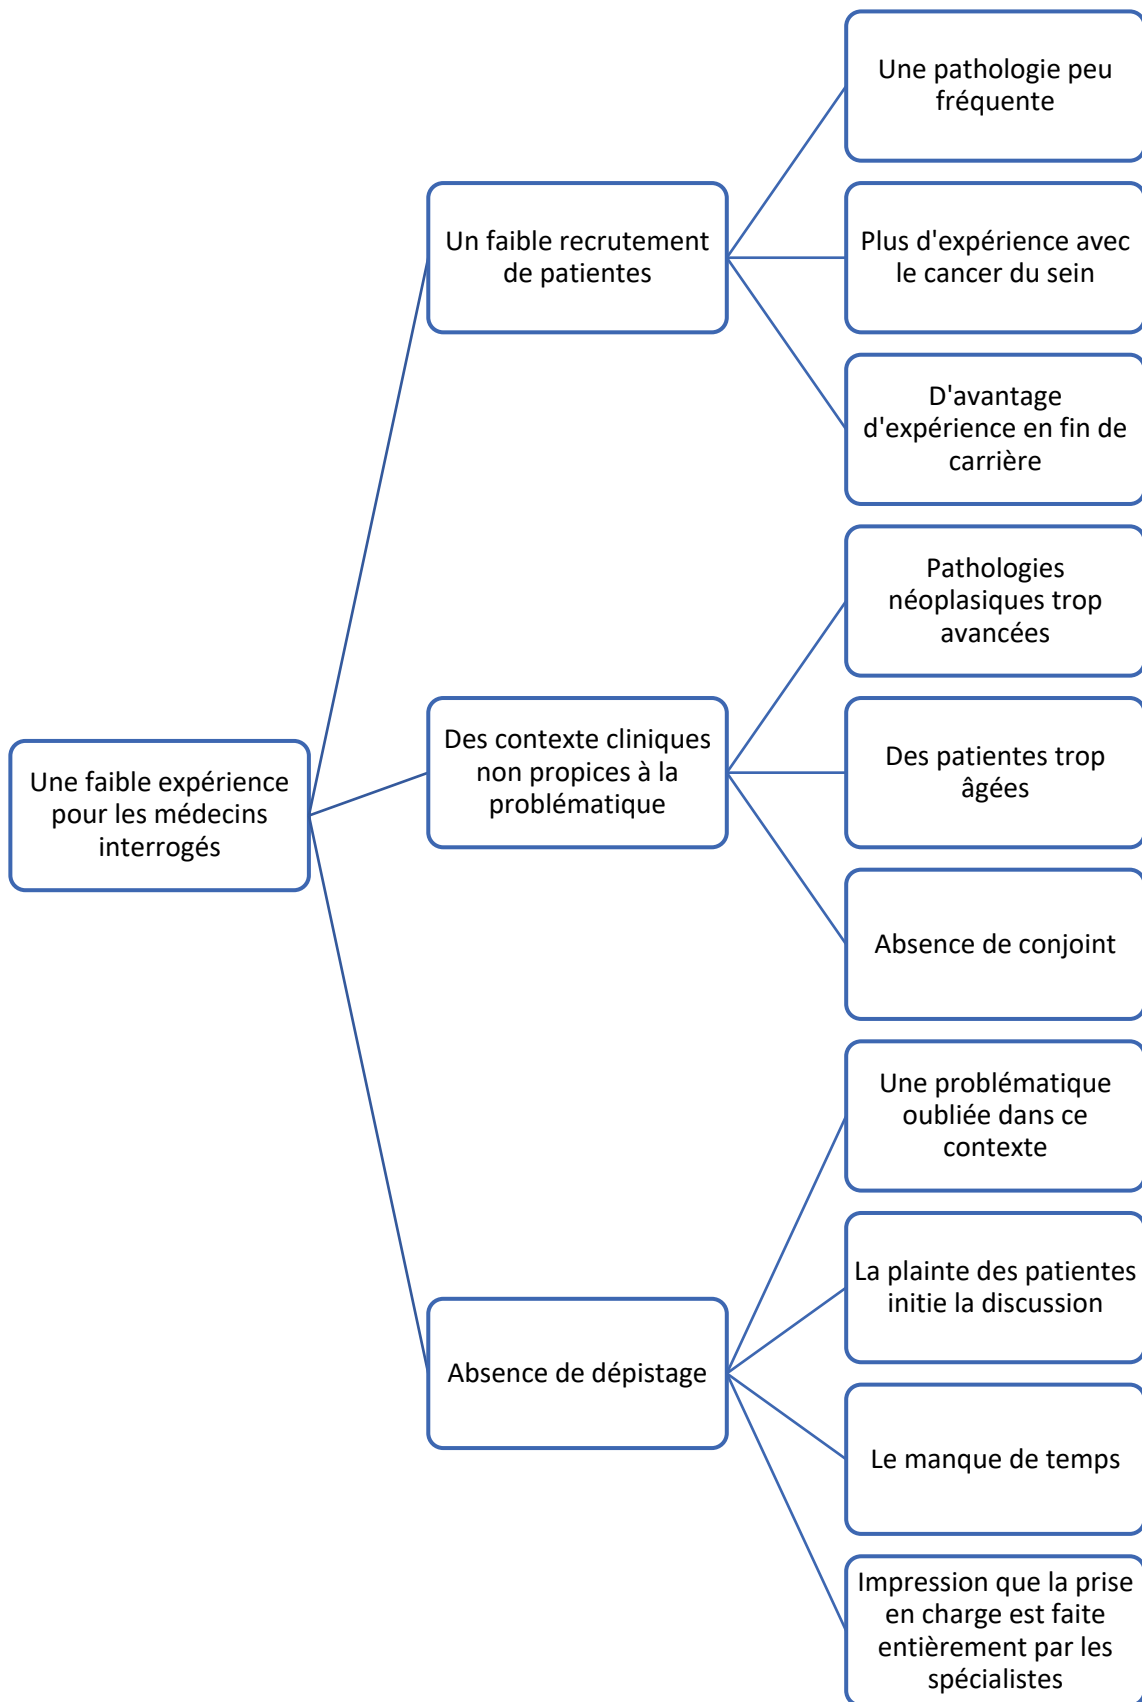 Une faible expérience
pour les médecins
interrogés
Un faible recrutement
de patientes
Une pathologie peu
fréquente
Plus d'expérience avec
le cancer du sein
D'avantage
d'expérience en fin de
carrière
Des contexte cliniques
non propices à la
problématique
Pathologies
néoplasiques trop
avancées
Des patientes trop
âgées
Absence de conjoint
Absence de dépistage
Une problématique
oubliée dans ce
contexte
La plainte des patientes
initie la discussion
Le manque de temps
Impression que la prise
en charge est faite
entièrement par les
spécialistes